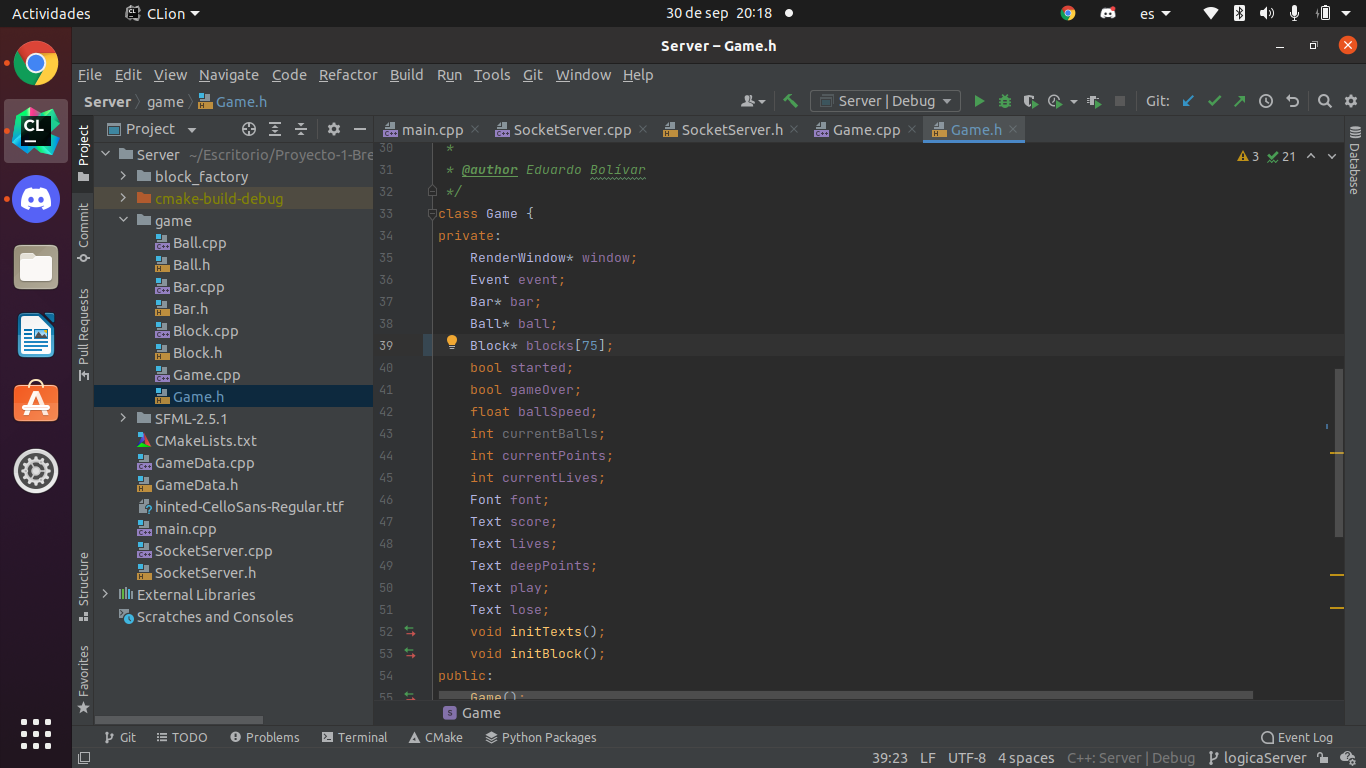 Actividades CLion 30 de sep 20:18 es
Server – Game.h
File Edit View Navigate Code Refactor Build Run Tools Git Window Help
Server game Game.h Server | Debug Git:
Project main.cpp SocketServer.cpp SocketServer.h Game.cpp Game.h
Project
Commit
Pull Requests
Structure
Favorites
Database
Server ~/Escritorio/Proyecto-1-Bre
block_factory
cmake-build-debug
game
Ball.cpp
Ball.h
Bar.cpp
Bar.h
Block.cpp
Block.h
Game.cpp
Game.h
SFML-2.5.1
CMakeLists.txt
GameData.cpp
GameData.h
hinted-CelloSans-Regular.ttf
main.cpp
SocketServer.cpp
SocketServer.h
External Libraries
Scratches and Consoles
3 21
30 *
31 * @author Eduardo Bolívar
32 */
33 class Game {
34 private:
35 RenderWindow* window;
36 Event event;
37 Bar* bar;
38 Ball* ball;
39 Block* blocks[75];
40 bool started;
41 bool gameOver;
42 float ballSpeed;
43 int currentBalls;
44 int currentPoints;
45 int currentLives;
46 Font font;
47 Text score;
48 Text lives;
49 Text deepPoints;
50 Text play;
51 Text lose;
52 void initTexts();
53 void initBlock();
54 public:
55 Game();
Game
Git TODO Problems Terminal CMake Python Packages Event Log
39:23 LF UTF-8 4 spaces C++: Server | Debug logicaServer